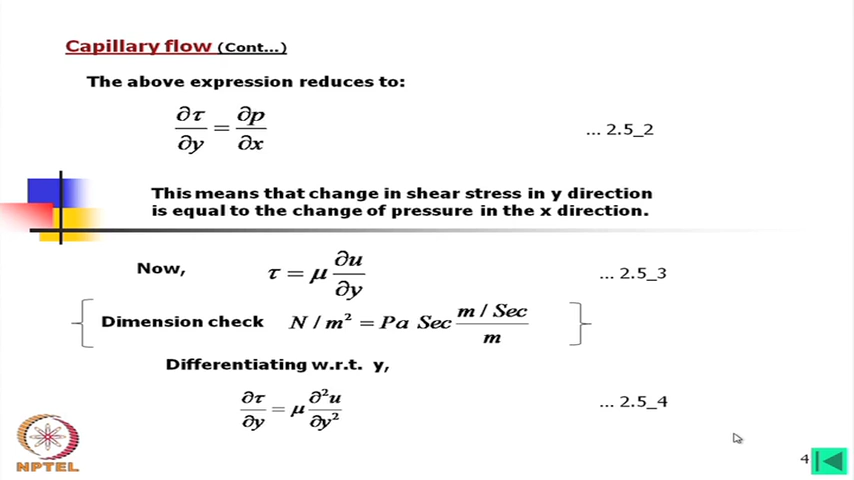 Capillary flow (Cont...)
The above expression reduces to:
∂τ/∂y = ∂p/∂x ... 2.5_2
This means that change in shear stress in y direction
is equal to the change of pressure in the x direction.
Now, τ = μ ∂u/∂y ... 2.5_3
Dimension check N / m² = Pa Sec (m / Sec)/m
Differentiating w.r.t. y,
∂τ/∂y = μ ∂²u/∂y² ... 2.5_4
NPTEL
4